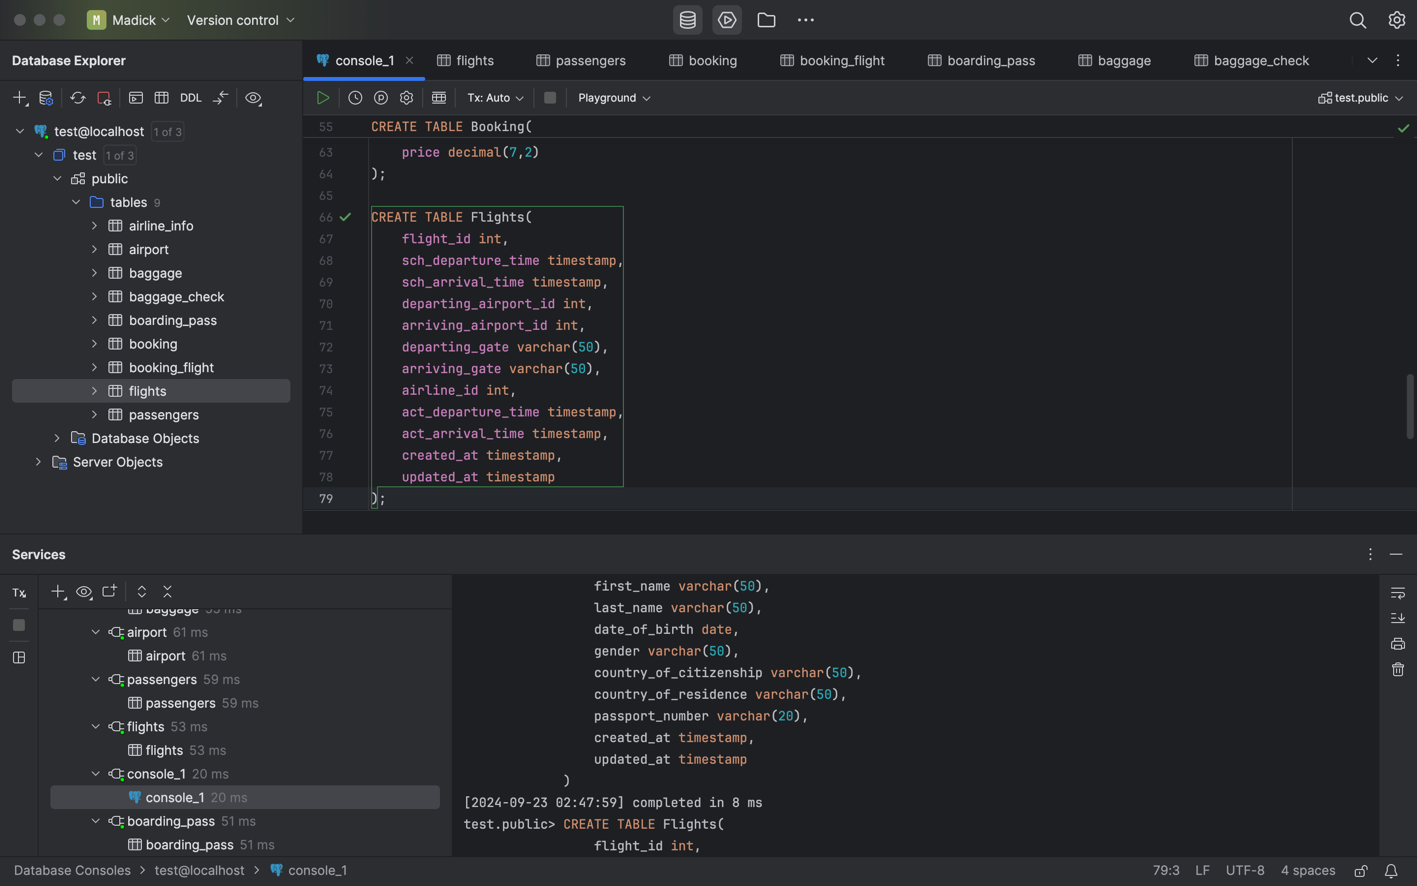 M Madick Version control
Database Explorer
console_1 flights passengers booking booking_flight boarding_pass baggage baggage_check
DDL
Tx: Auto Playground test.public
test@localhost 1 of 3
test 1 of 3
public
tables 9
airline_info
airport
baggage
baggage_check
boarding_pass
booking
booking_flight
flights
passengers
Database Objects
Server Objects
55 CREATE TABLE Booking(
63 price decimal(7,2)
64 );
65
66 CREATE TABLE Flights(
67 flight_id int,
68 sch_departure_time timestamp,
69 sch_arrival_time timestamp,
70 departing_airport_id int,
71 arriving_airport_id int,
72 departing_gate varchar(50),
73 arriving_gate varchar(50),
74 airline_id int,
75 act_departure_time timestamp,
76 act_arrival_time timestamp,
77 created_at timestamp,
78 updated_at timestamp
79 );
Services
Tx
baggage 55 ms
airport 61 ms
airport 61 ms
passengers 59 ms
passengers 59 ms
flights 53 ms
flights 53 ms
console_1 20 ms
console_1 20 ms
boarding_pass 51 ms
boarding_pass 51 ms
first_name varchar(50),
last_name varchar(50),
date_of_birth date,
gender varchar(50),
country_of_citizenship varchar(50),
country_of_residence varchar(50),
passport_number varchar(20),
created_at timestamp,
updated_at timestamp
)
[2024-09-23 02:47:59] completed in 8 ms
test.public> CREATE TABLE Flights(
flight_id int,
Database Consoles > test@localhost > console_1
79:3 LF UTF-8 4 spaces